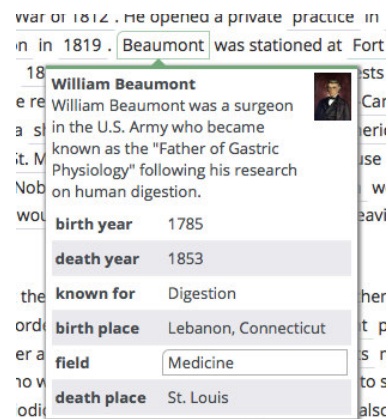 War of 1812 . He opened a private practice in
in 1819 . Beaumont was stationed at Fort
William Beaumont
William Beaumont was a surgeon
in the U.S. Army who became
known as the "Father of Gastric
Physiology" following his research
on human digestion.
birth year 1785
death year 1853
known for Digestion
birth place Lebanon, Connecticut
field Medicine
death place St. Louis